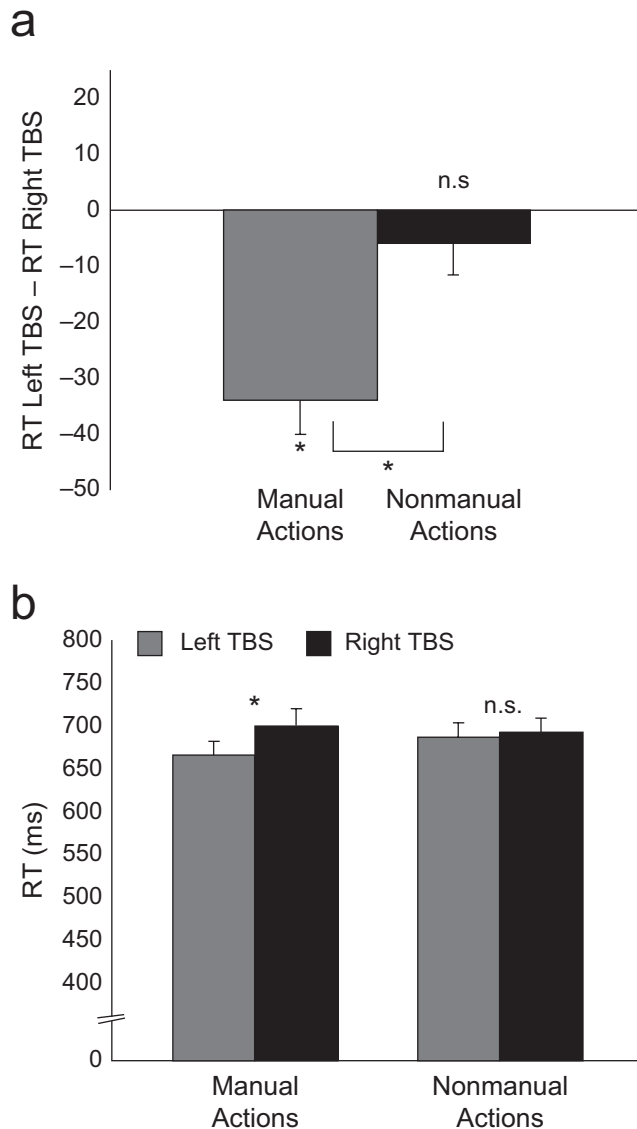 a
RT Left TBS – RT Right TBS
20
10
0
–10
–20
–30
–40
–50
n.s
*
*
Manual
Actions
Nonmanual
Actions
b
800
750
700
650
600
550
500
450
400
0
RT (ms)
Left TBS
Right TBS
*
n.s.
Manual
Actions
Nonmanual
Actions